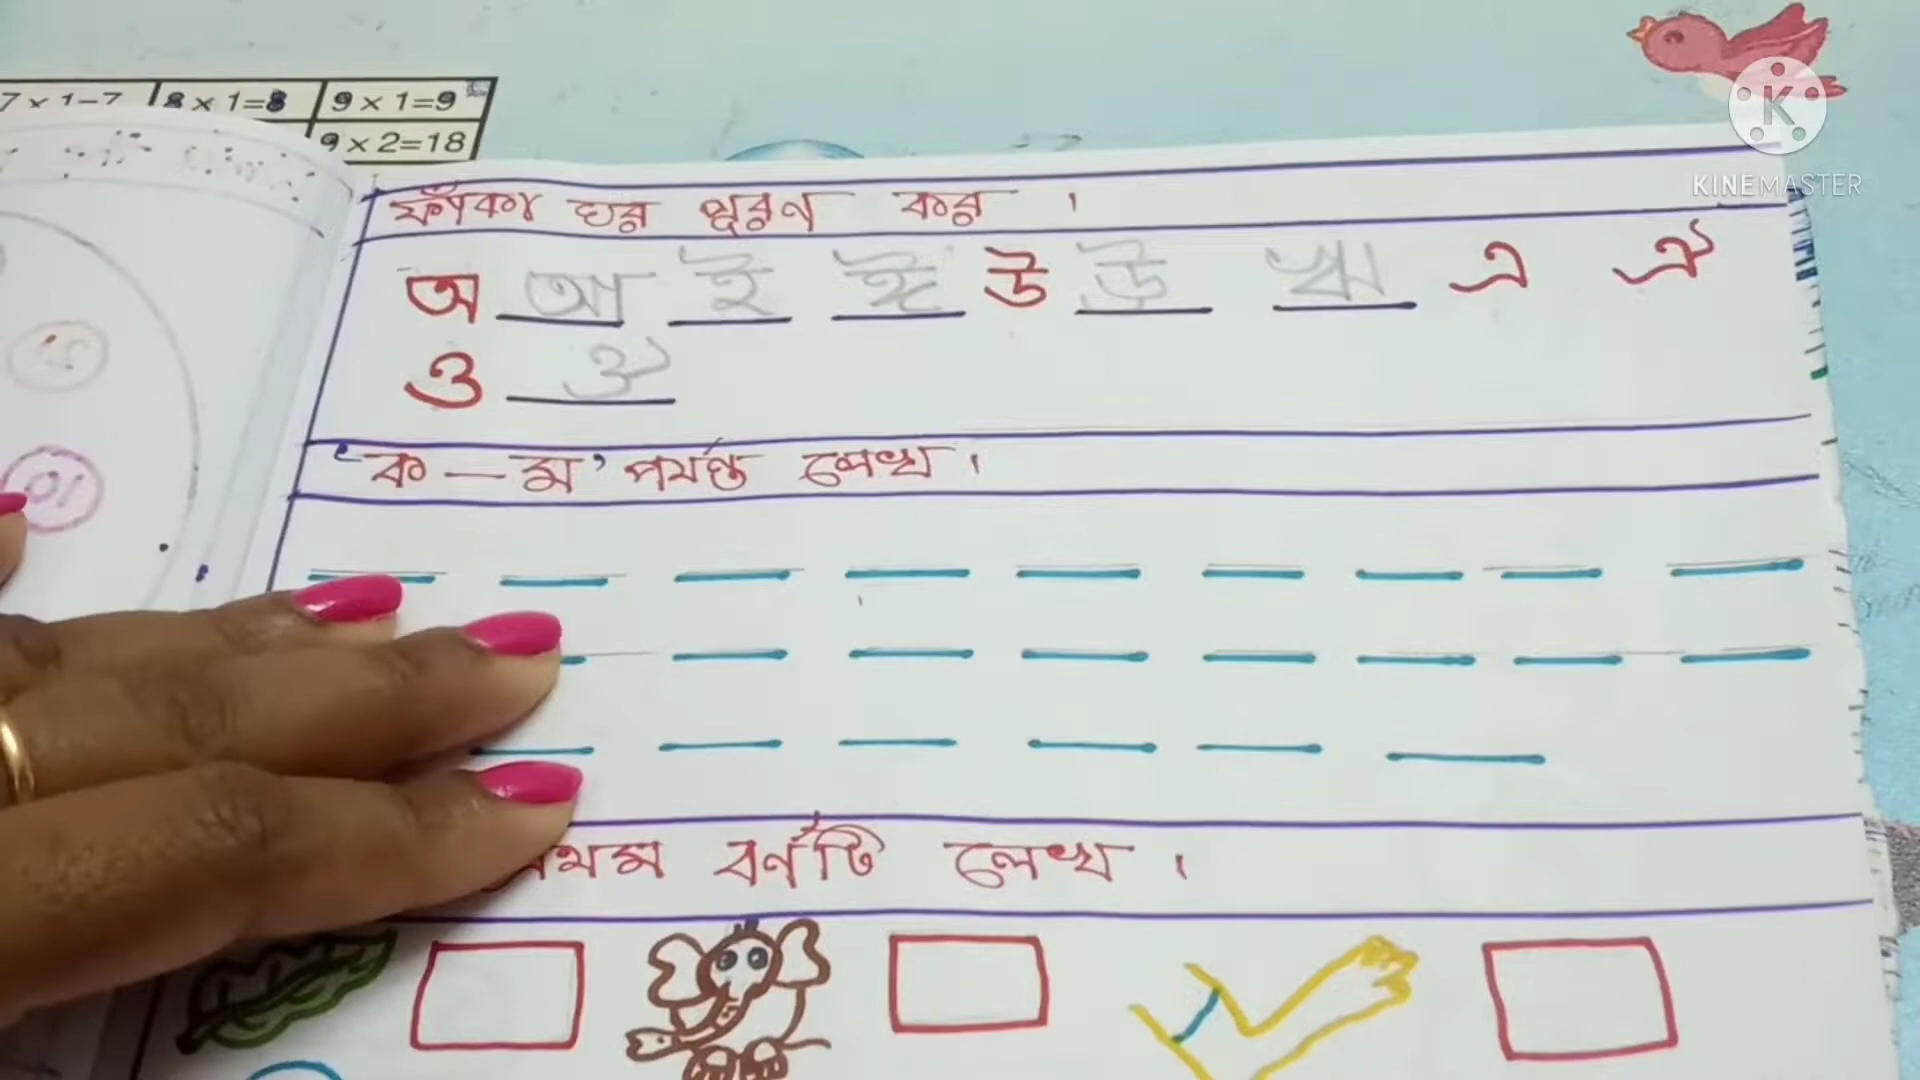 7 x 1=7 8 x 1=8 9 x 1=9
9 x 2=18
KINEMASTER
ফাঁকা ঘর পূরণ কর ।
অ আ ই ঈ উ ঊ ঋ এ ঐ
ও ঔ
'ক — ম' পর্যন্ত লেখ ।
বর্ণটি লেখ ।